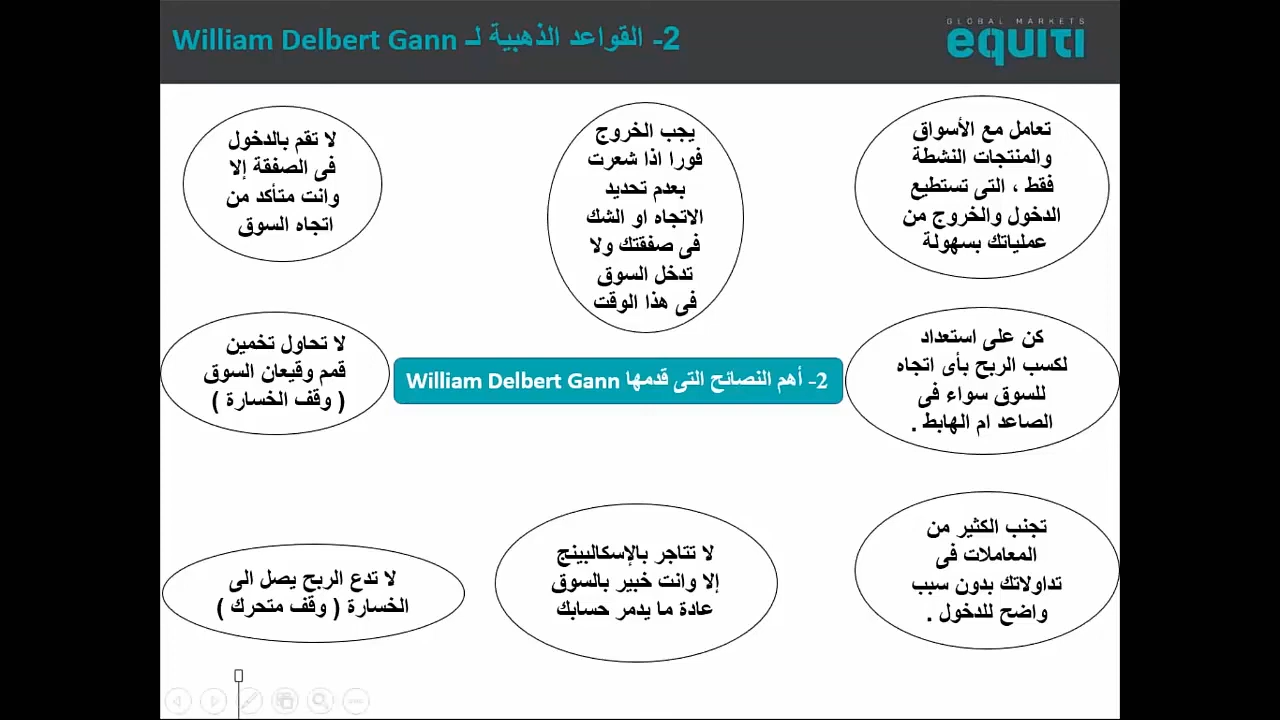 2- القواعد الذهبية لـ William Delbert Gann
GLOBAL MARKETS
equiti
تعامل مع الأسواق
والمنتجات النشطة
فقط ، التى تستطيع
الدخول والخروج من
عملياتك بسهولة
يجب الخروج
فورا اذا شعرت
بعدم تحديد
الاتجاه او الشك
فى صفقتك ولا
تدخل السوق
فى هذا الوقت
لا تقم بالدخول
فى الصفقة إلا
وانت متأكد من
اتجاه السوق
كن على استعداد
لكسب الربح بأى اتجاه
للسوق سواء فى
الصاعد ام الهابط .
2- أهم النصائح التى قدمها William Delbert Gann
لا تحاول تخمين
قمم وقيعان السوق
( وقف الخسارة )
تجنب الكثير من
المعاملات فى
تداولاتك بدون سبب
واضح للدخول .
لا تتاجر بالإسكالبينج
إلا وانت خبير بالسوق
عادة ما يدمر حسابك
لا تدع الربح يصل الى
الخسارة ( وقف متحرك )